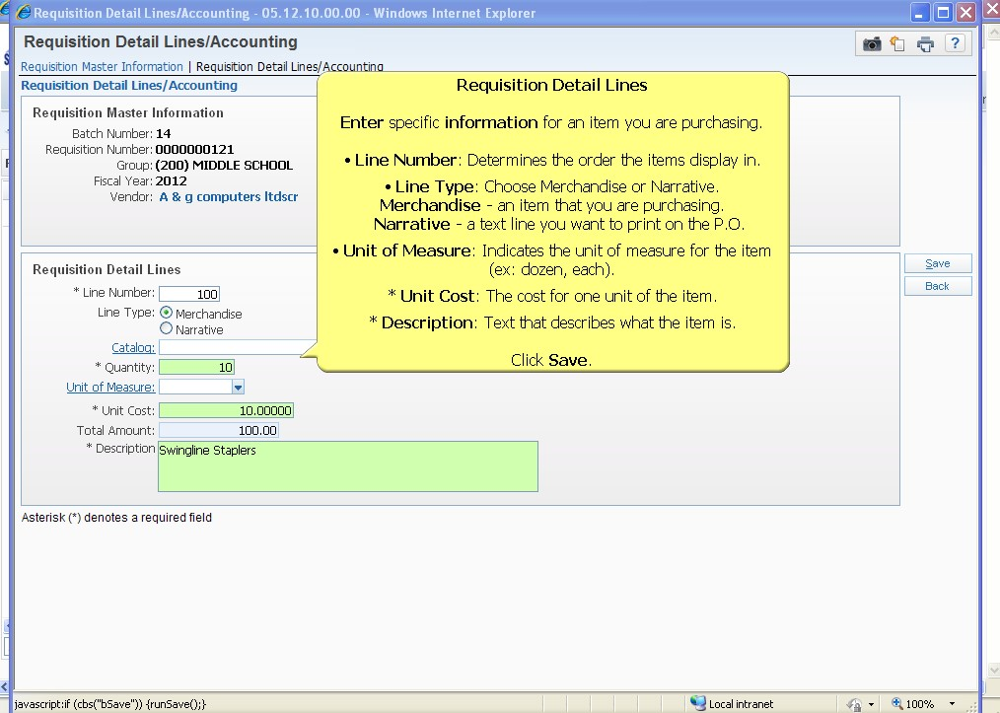 Requisition Detail Lines/Accounting - 05.12.10.00.00 - Windows Internet Explorer
Requisition Detail Lines/Accounting
Requisition Master Information | Requisition Detail Lines/Accounting
Requisition Detail Lines/Accounting
Requisition Master Information
Batch Number: 14
Requisition Number: 0000000121
Group: (200) MIDDLE SCHOOL
Fiscal Year: 2012
Vendor: A & g computers ltdscr
Requisition Detail Lines
Enter specific information for an item you are purchasing.
• Line Number: Determines the order the items display in.
• Line Type: Choose Merchandise or Narrative.
Merchandise - an item that you are purchasing.
Narrative - a text line you want to print on the P.O.
• Unit of Measure: Indicates the unit of measure for the item
(ex: dozen, each).
* Unit Cost: The cost for one unit of the item.
* Description: Text that describes what the item is.
Click Save.
Save
Back
Requisition Detail Lines
* Line Number: 100
Line Type: Merchandise
Narrative
Catalog:
* Quantity: 10
Unit of Measure:
* Unit Cost: 10.00000
Total Amount: 100.00
* Description Swingline Staplers
Asterisk (*) denotes a required field
javascript:if (cbs("bSave")) {runSave();}
Local intranet
100%